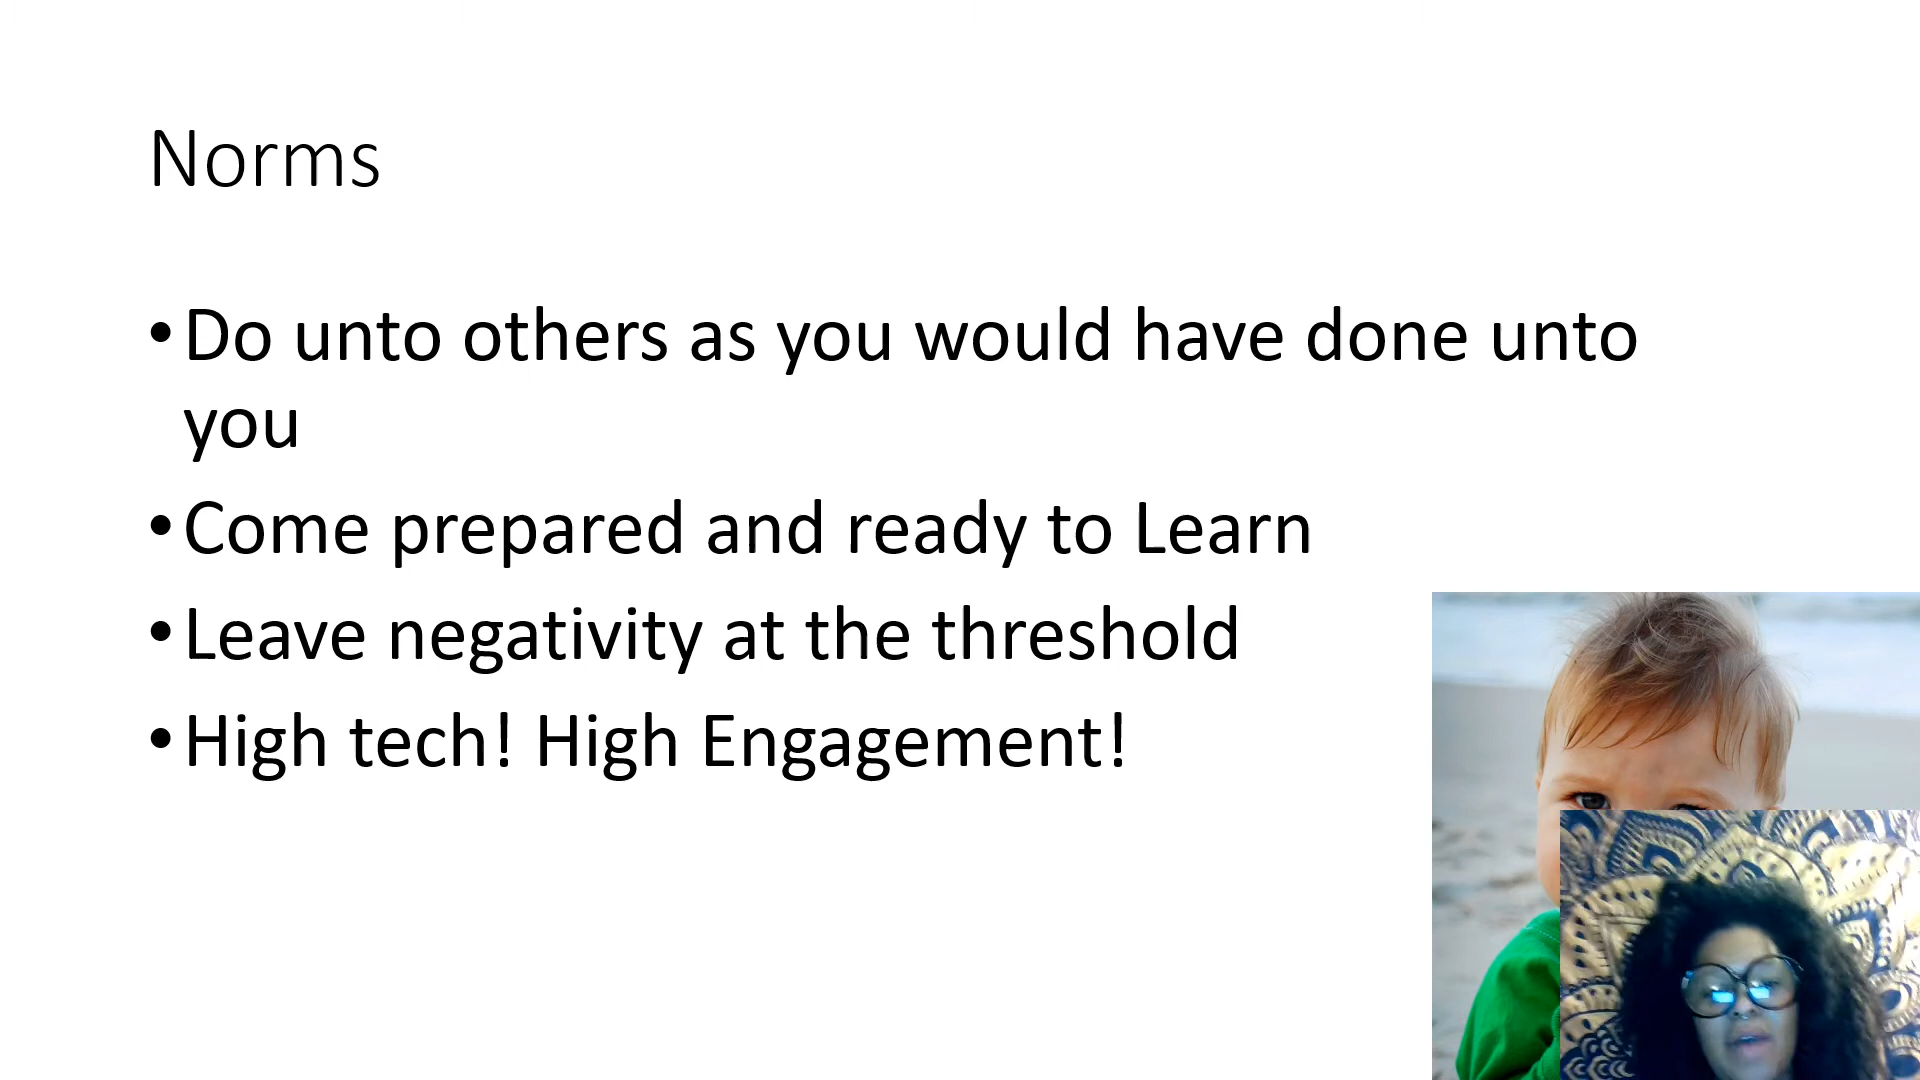 Norms
•Do unto others as you would have done unto
you
•Come prepared and ready to Learn
•Leave negativity at the threshold
•High tech! High Engagement!